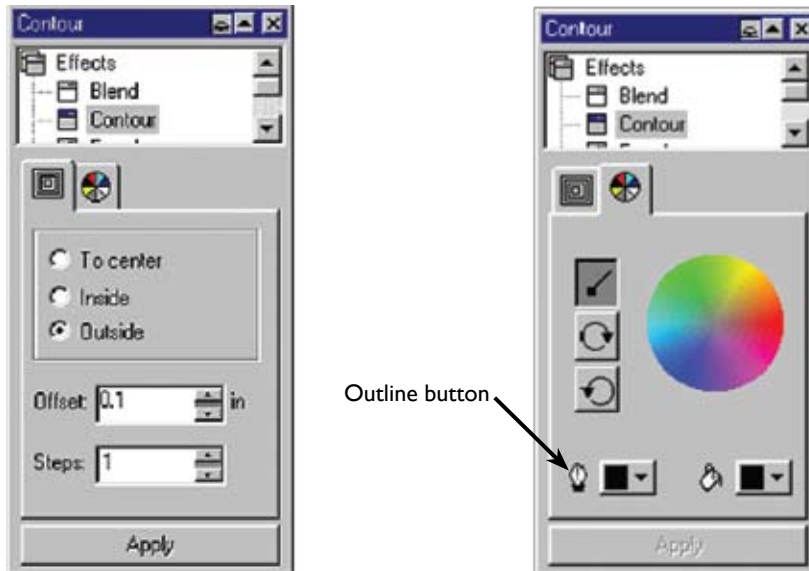 Contour
Effects
Blend
Contour
To center
Inside
Outside
Offset: 0.1 in
Steps: 1
Apply
Contour
Effects
Blend
Contour
Outline button
Apply